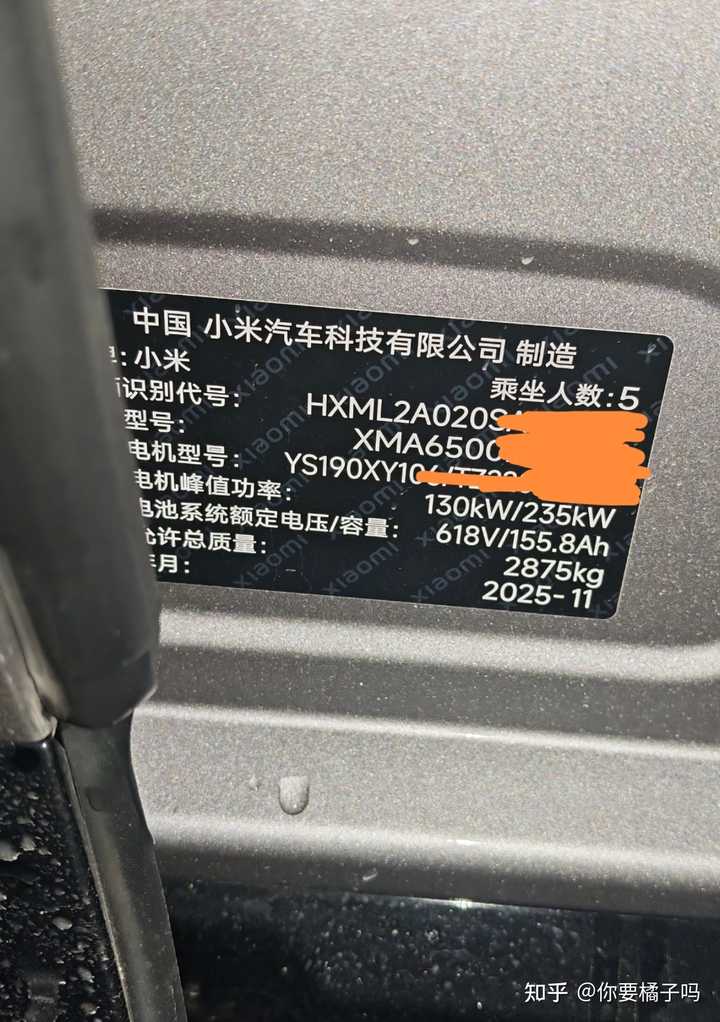 中国 小米汽车科技有限公司 制造
: 小米
乘坐人数: 5
识别代号: HXML2A020S
型号: XMA6500
电机型号: YS190XY10
电机峰值功率: 130kW/235kW
电池系统额定电压/容量: 618V/155.8Ah
允许总质量: 2875kg
年月: 2025-11
知乎 @你要橘子吗